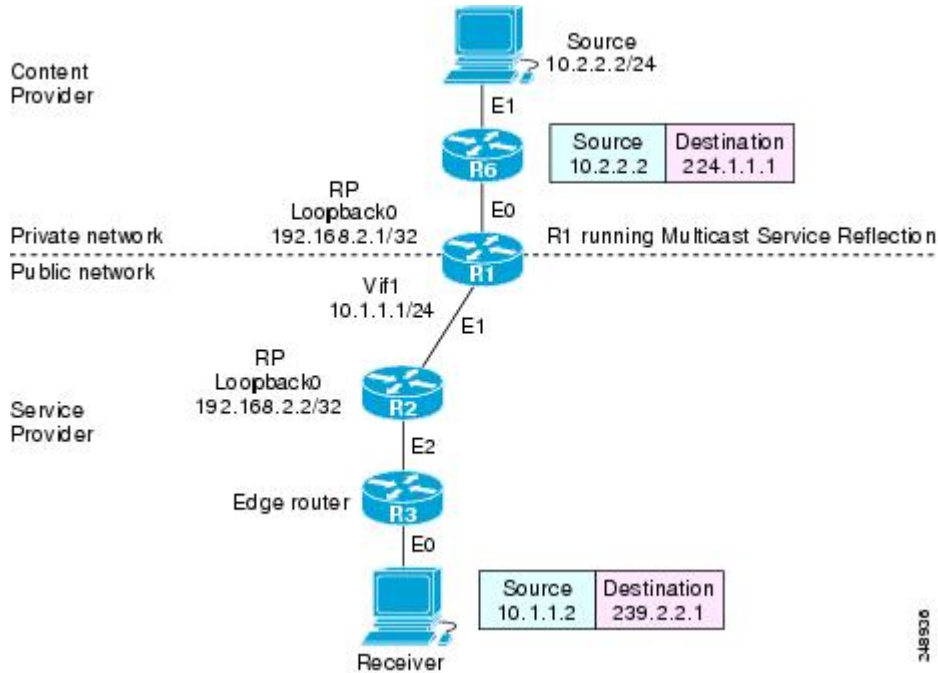 Source
10.2.2.2/24
Content
Provider
E1
Source
10.2.2.2
Destination
224.1.1.1
R6
E0
RP
Loopback0
192.168.2.1/32
Private network
R1 running Multicast Service Reflection
Public network
R1
Vif1
10.1.1.1/24
E1
RP
Loopback0
192.168.2.2/32
R2
Service
Provider
E2
Edge router
R3
E0
Source
10.1.1.2
Destination
239.2.2.1
Receiver
248936